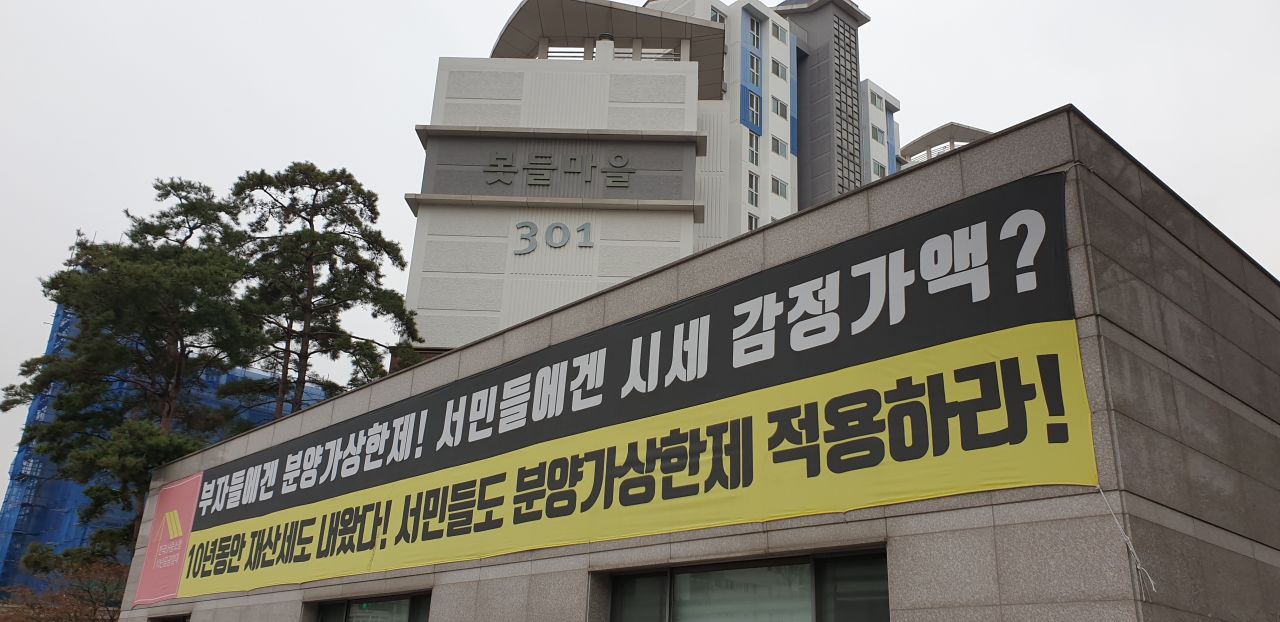 봇들마을
301
부자들에겐 분양가상한제! 서민들에겐 시세 감정가액?
10년동안 재산세도 내왔다! 서민들도 분양가상한제 적용하라!